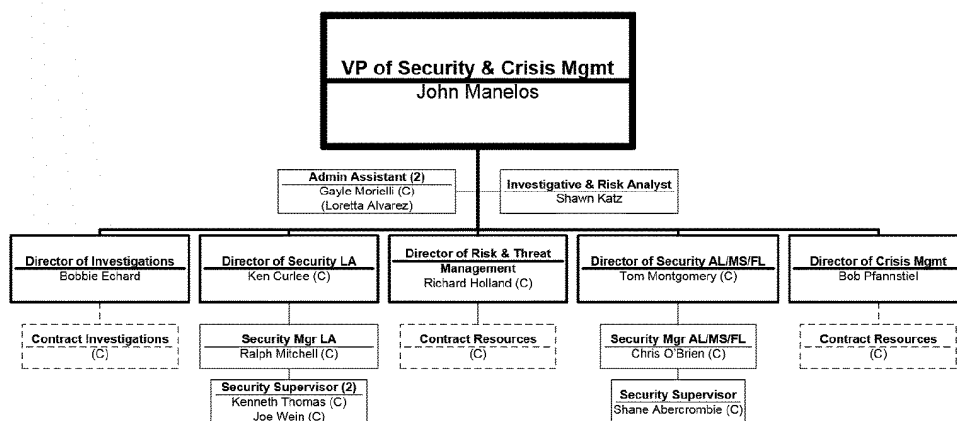 VP of Security & Crisis Mgmt
John Manelos
Admin Assistant (2)
Gayle Morielli (C)
(Loretta Alvarez)
Investigative & Risk Analyst
Shawn Katz
Director of Investigations
Bobbie Echard
Director of Security LA
Ken Curlee (C)
Director of Risk & Threat
Management
Richard Holland (C)
Director of Security AL/MS/FL
Tom Montgomery (C)
Director of Crisis Mgmt
Bob Pfannstiel
Contract Investigations
(C)
Security Mgr LA
Ralph Mitchell (C)
Contract Resources
(C)
Security Mgr AL/MS/FL
Chris O'Brien (C)
Contract Resources
(C)
Security Supervisor (2)
Kenneth Thomas (C)
Joe Wein (C)
Security Supervisor
Shane Abercrombie (C)